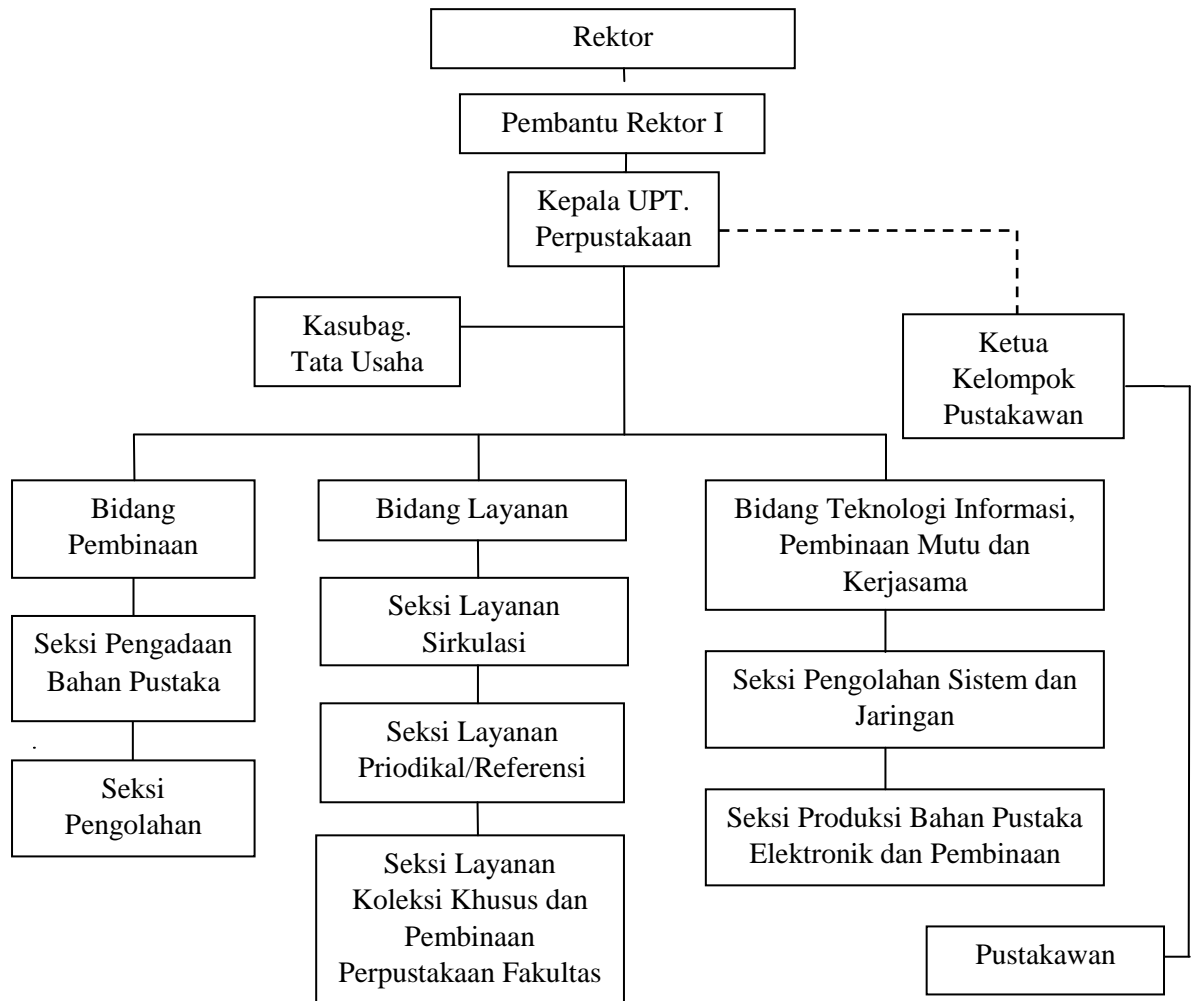 Rektor
Pembantu Rektor I
Kepala UPT.
Perpustakaan
Kasubag.
Tata Usaha
Ketua
Kelompok
Pustakawan
Bidang
Pembinaan
Bidang Layanan
Bidang Teknologi Informasi,
Pembinaan Mutu dan
Kerjasama
Seksi Pengadaan
Bahan Pustaka
Seksi Layanan
Sirkulasi
Seksi Pengolahan Sistem dan
Jaringan
Seksi
Pengolahan
Seksi Layanan
Priodikal/Referensi
Seksi Produksi Bahan Pustaka
Elektronik dan Pembinaan
Seksi Layanan
Koleksi Khusus dan
Pembinaan
Perpustakaan Fakultas
Pustakawan